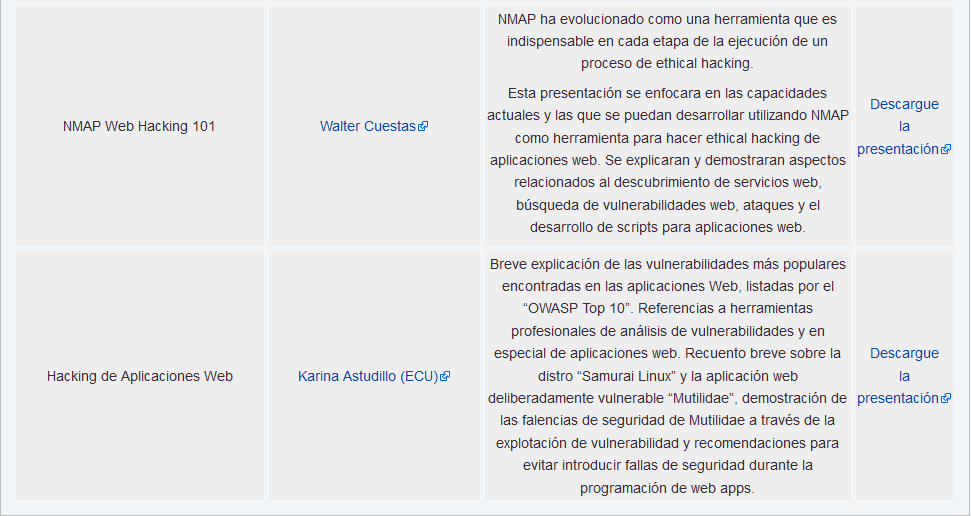 NMAP Web Hacking 101
Walter Cuestas
NMAP ha evolucionado como una herramienta que es
indispensable en cada etapa de la ejecución de un
proceso de ethical hacking.
Esta presentación se enfocara en las capacidades
actuales y las que se puedan desarrollar utilizando NMAP
como herramienta para hacer ethical hacking de
aplicaciones web. Se explicaran y demostraran aspectos
relacionados al descubrimiento de servicios web,
búsqueda de vulnerabilidades web, ataques y el
desarrollo de scripts para aplicaciones web.
Descargue
la
presentación
Hacking de Aplicaciones Web
Karina Astudillo (ECU)
Breve explicación de las vulnerabilidades más populares
encontradas en las aplicaciones Web, listadas por el
“OWASP Top 10”. Referencias a herramientas
profesionales de análisis de vulnerabilidades y en
especial de aplicaciones web. Recuento breve sobre la
distro “Samurai Linux” y la aplicación web
deliberadamente vulnerable “Mutilidae”, demostración de
las falencias de seguridad de Mutilidae a través de la
explotación de vulnerabilidad y recomendaciones para
evitar introducir fallas de seguridad durante la
programación de web apps.
Descargue
la
presentación